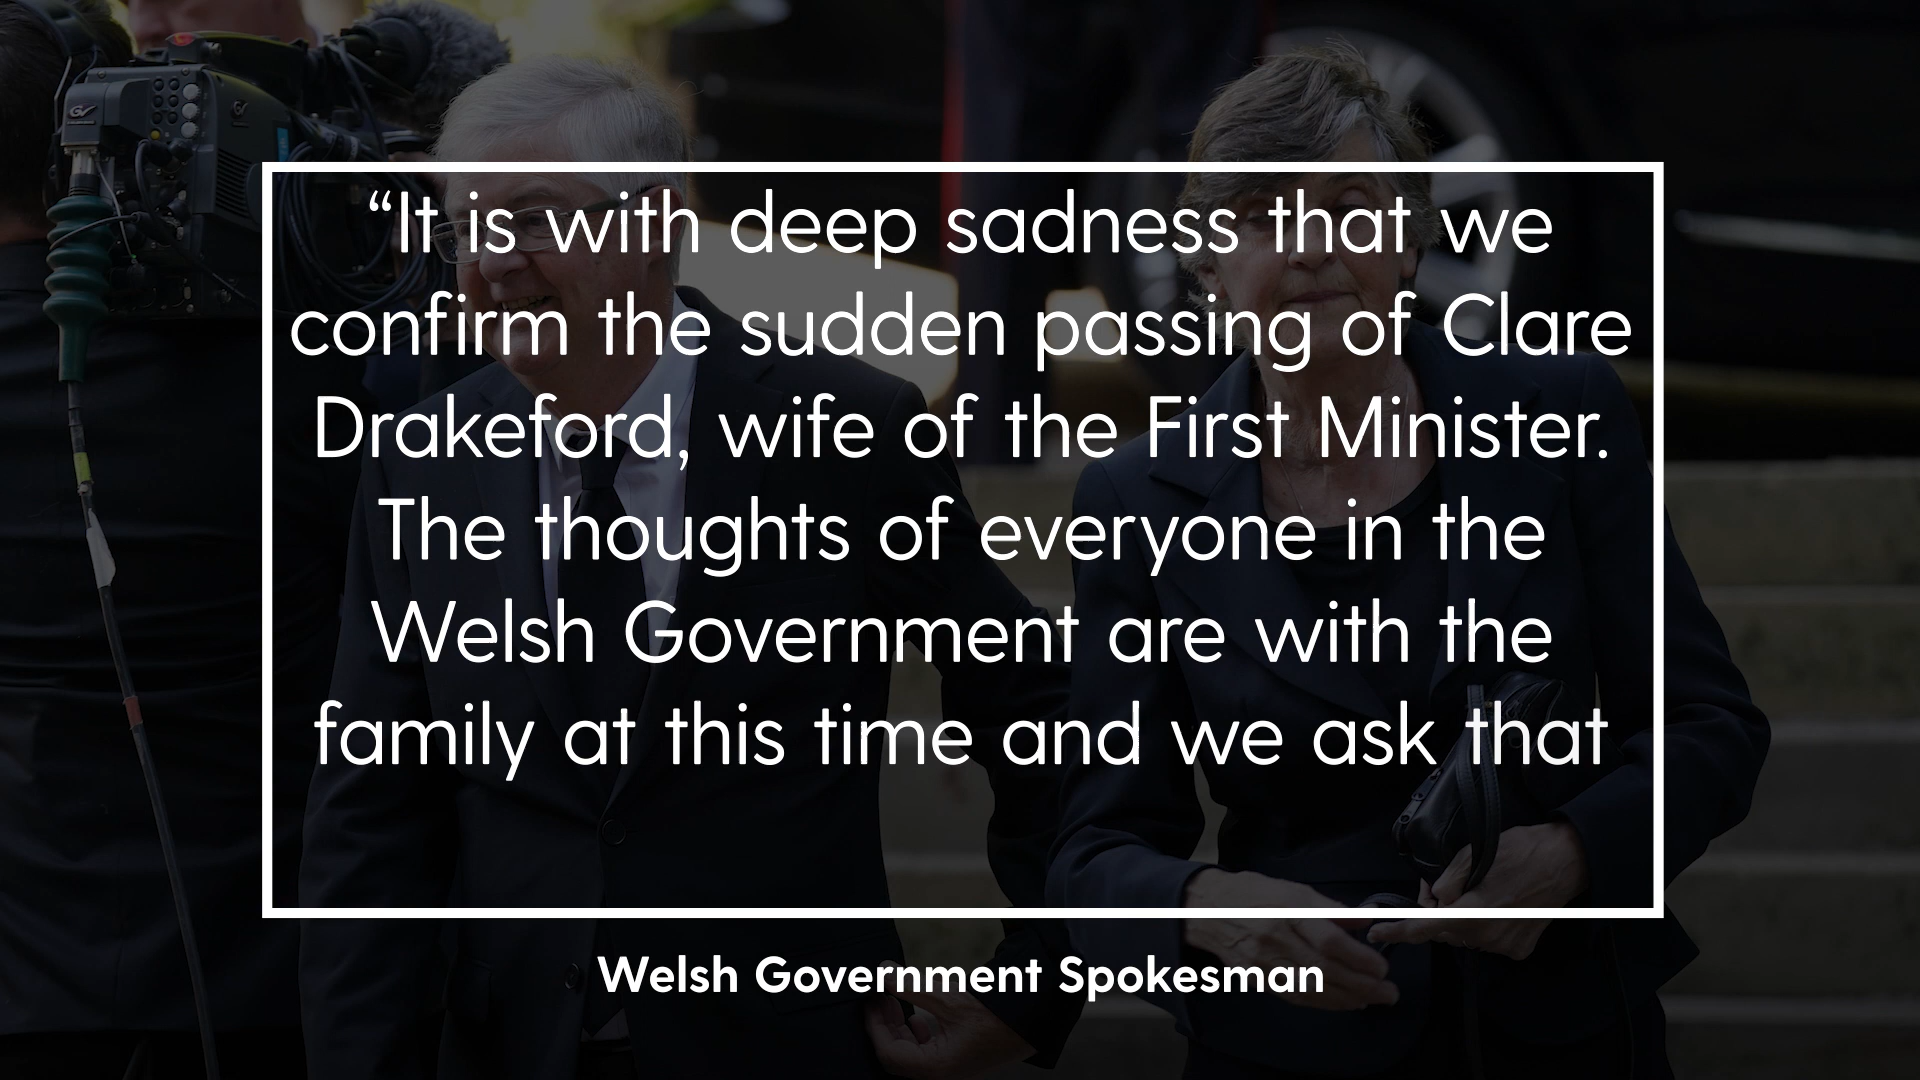 “It is with deep sadness that we
confirm the sudden passing of Clare
Drakeford, wife of the First Minister.
The thoughts of everyone in the
Welsh Government are with the
family at this time and we ask that
Welsh Government Spokesman